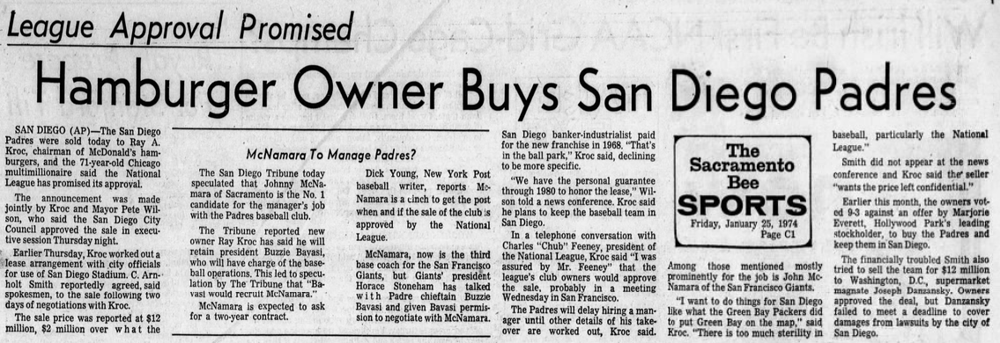 League Approval Promised
Hamburger Owner Buys San Diego Padres
SAN DIEGO (AP)—The San Diego
Padres were sold today to Ray A.
Kroc, chairman of McDonald's ham-
burgers, and the 71-year-old Chicago
multimillionaire said the National
League has promised its approval.
The announcement was made
jointly by Kroc and Mayor Pete Wil-
son, who said the San Diego City
Council approved the sale in execu-
tive session Thursday night.
Earlier Thursday, Kroc worked out a
lease arrangement with city officials
for use of San Diego Stadium. C. Arn-
holt Smith reportedly agreed, said
spokesmen, to the sale following two
days of negotiations with Kroc.
The sale price was reported at $12
million, $2 million over what the
McNamara To Manage Padres?
The San Diego Tribune today
speculated that Johnny McNa-
mara of Sacramento is the No. 1
candidate for the manager's job
with the Padres baseball club.
The Tribune reported new
owner Ray Kroc has said he will
retain president Buzzie Bavasi,
who will have charge of the base-
ball operations. This led to specu-
lation by The Tribune that "Ba-
vasi would recruit McNamara."
McNamara is expected to ask
for a two-year contract.
Dick Young, New York Post
baseball writer, reports Mc-
Namara is a cinch to get the post
when and if the sale of the club is
approved by the National
League.
McNamara, now is the third
base coach for the San Francisco
Giants, but Giants' president
Horace Stoneham has talked
with Padre chieftain Buzzie
Bavasi and given Bavasi permis-
sion to negotiate with McNamara.
San Diego banker-industrialist paid
for the new franchise in 1968. "That's
in the ball park," Kroc said, declining
to be more specific.
"We have the personal guarantee
through 1980 to honor the lease," Wil-
son told a news conference. Kroc said
he plans to keep the baseball team in
San Diego.
In a telephone conversation with
Charles "Chub" Feeney, president of
the National League, Kroc said "I was
assured by Mr. Feeney" that the
league's club owners would approve
the sale, probably in a meeting
Wednesday in San Francisco.
The Padres will delay hiring a man-
ager until other details of his take-
over are worked out, Kroc said.
The
Sacramento
Bee
SPORTS
Friday, January 25, 1974
Page C1
Among those mentioned mostly
prominently for the job is John Mc-
Namara of the San Francisco Giants.
"I want to do things for San Diego
like what the Green Bay Packers did
to put Green Bay on the map," said
Kroc. "There is too much sterility in
baseball, particularly the National
League."
Smith did not appear at the news
conference and Kroc said the seller
"wants the price left confidential."
Earlier this month, the owners vot-
ed 9-3 against an offer by Marjorie
Everett, Hollywood Park's leading
stockholder, to buy the Padres and
keep them in San Diego.
The financially troubled Smith also
tried to sell the team for $12 million
to Washington, D.C., supermarket
magnate Joseph Danzansky. Owners
approved the deal, but Danzansky
failed to meet a deadline to cover
damages from lawsuits by the city of
San Diego.